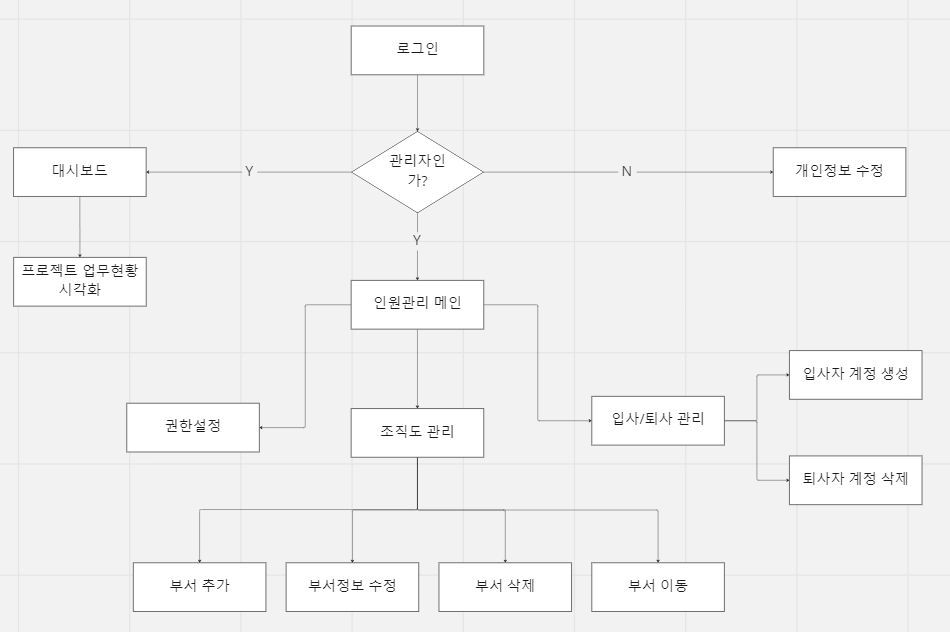 로그인
관리자인
가?
대시보드
Y
N
개인정보 수정
프로젝트 업무현황
시각화
Y
인원관리 메인
권한설정
조직도 관리
입사/퇴사 관리
입사자 계정 생성
퇴사자 계정 삭제
부서 추가
부서정보 수정
부서 삭제
부서 이동